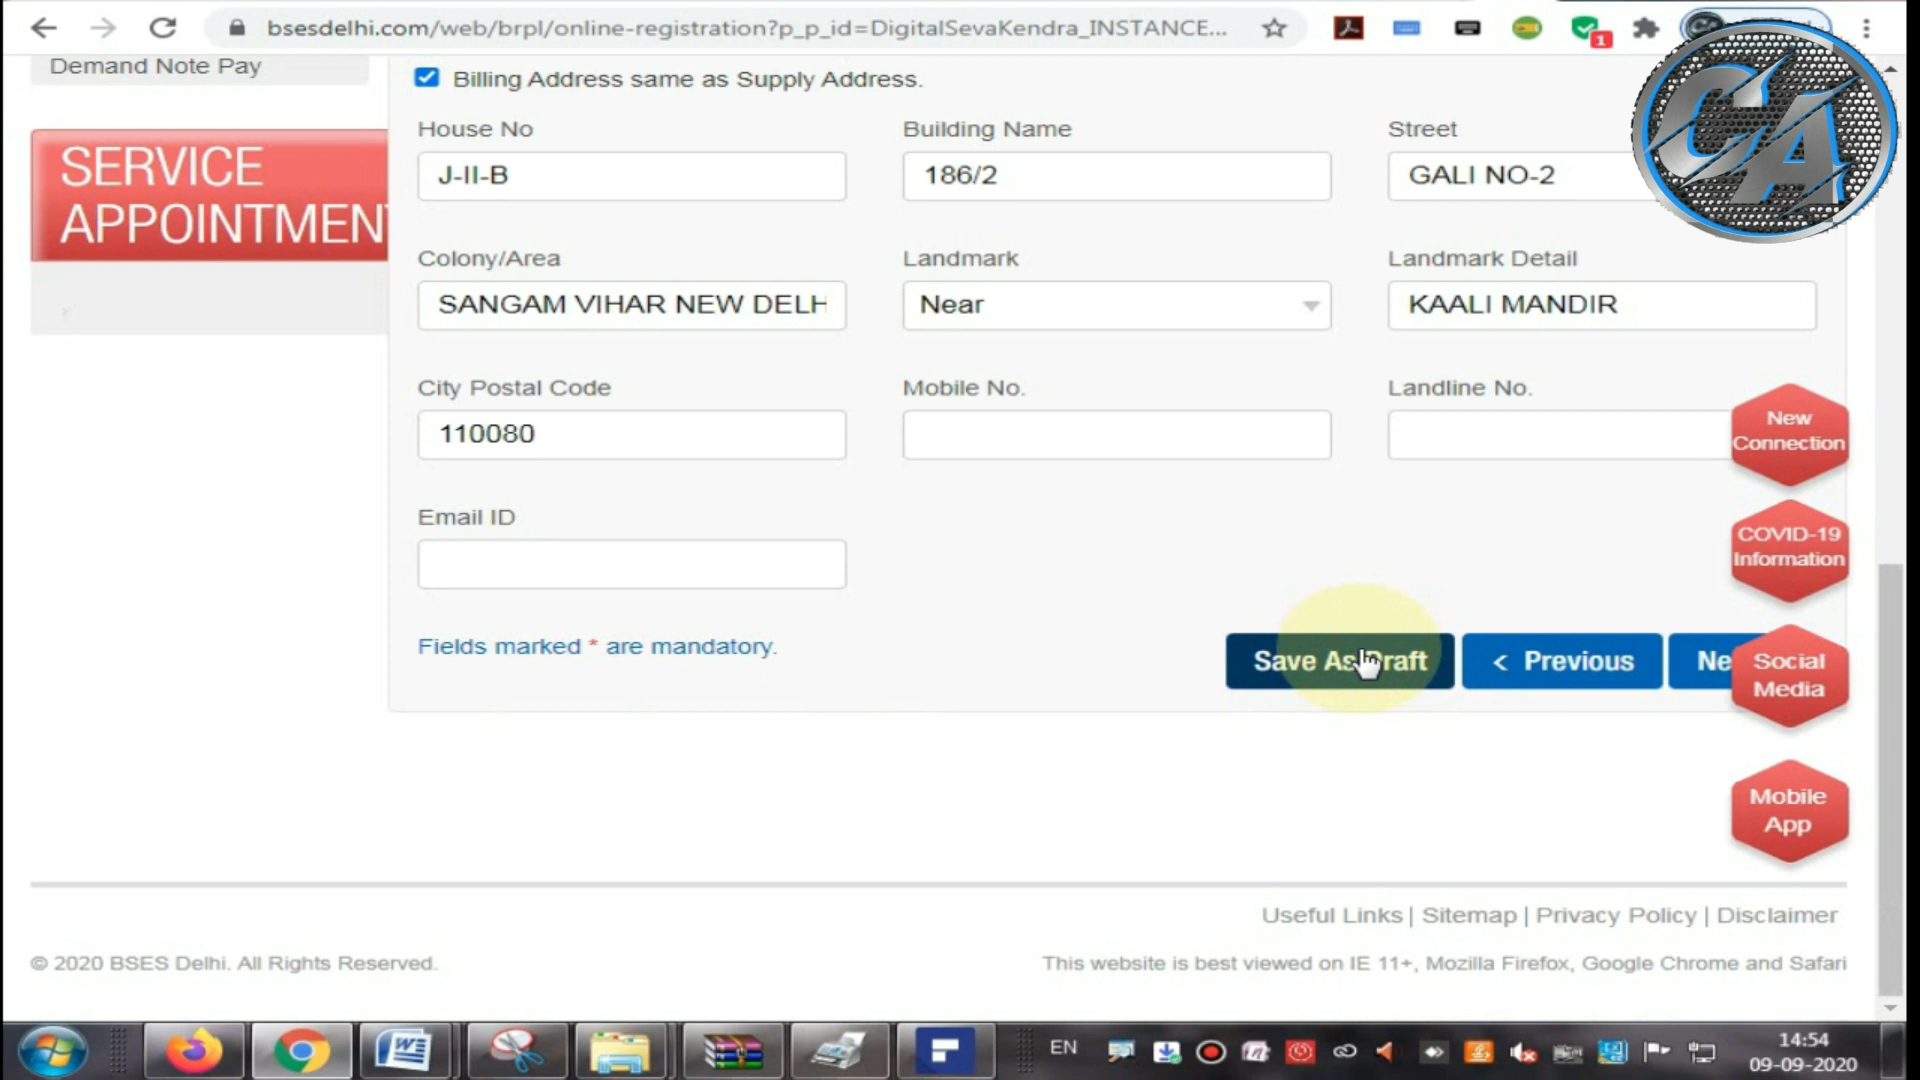 bsesdelhi.com/web/brpl/online-registration?p_p_id=DigitalSevaKendra_INSTANCE...
1
Demand Note Pay
Billing Address same as Supply Address.
CA
SERVICE
APPOINTMEN
House No
Building Name
Street
J-II-B
186/2
GALI NO-2
Colony/Area
Landmark
Landmark Detail
SANGAM VIHAR NEW DELH
Near
KAALI MANDIR
City Postal Code
Mobile No.
Landline No.
110080
New
Connection
COVID-19
Information
Email ID
Fields marked * are mandatory.
Save As Draft
< Previous
Ne
Social
Media
Mobile
App
Useful Links | Sitemap | Privacy Policy | Disclaimer
© 2020 BSES Delhi. All Rights Reserved.
This website is best viewed on IE 11+, Mozilla Firefox, Google Chrome and Safari
EN
14:54
09-09-2020